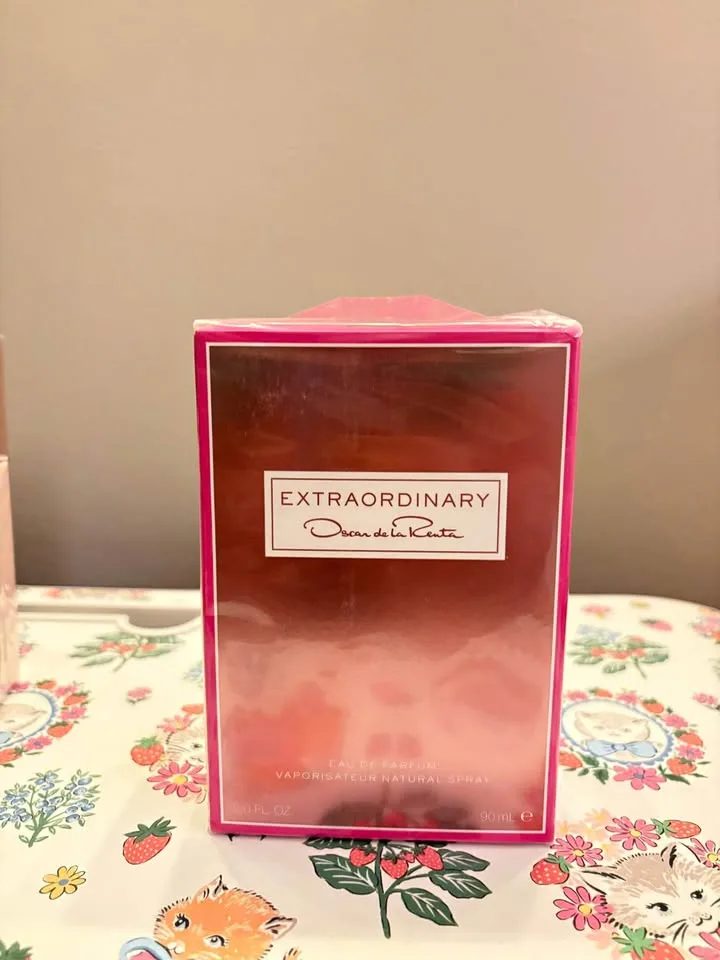 EXTRAORDINARY
Oscar de la Renta
EAU DE PARFUM
VAPORISATEUR NATURAL SPRAY
FL. OZ.
90 mL e